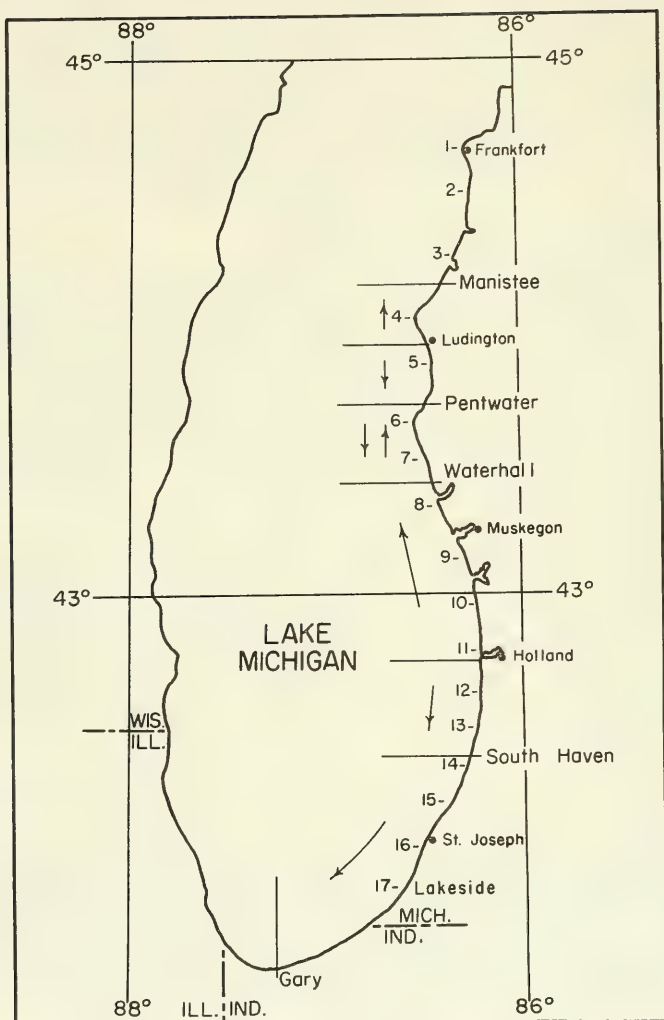 88°
86°
45°
45°
1-
Frankfort
2-
3-
Manistee
4-
Ludington
5-
Pentwater
6-
7-
Waterhall
8-
Muskegon
9-
43°
43°
10-
LAKE
MICHIGAN
11-
Holland
12-
13-
WIS.
ILL.
South Haven
14-
15-
16-
St. Joseph
17-
Lakeside
MICH.
IND.
Gary
88°
86°
ILL.
IND.